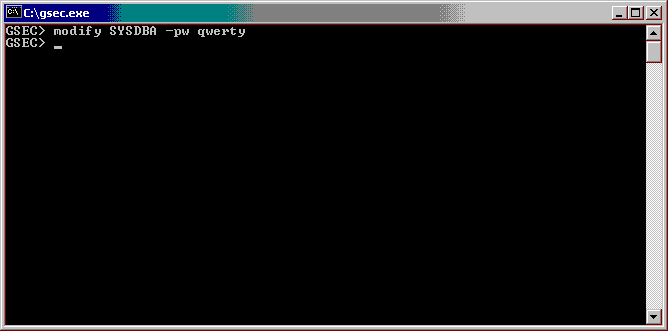 C:\gsec.exe
GSEC> modify SYSDBA -pw qwerty
GSEC> _